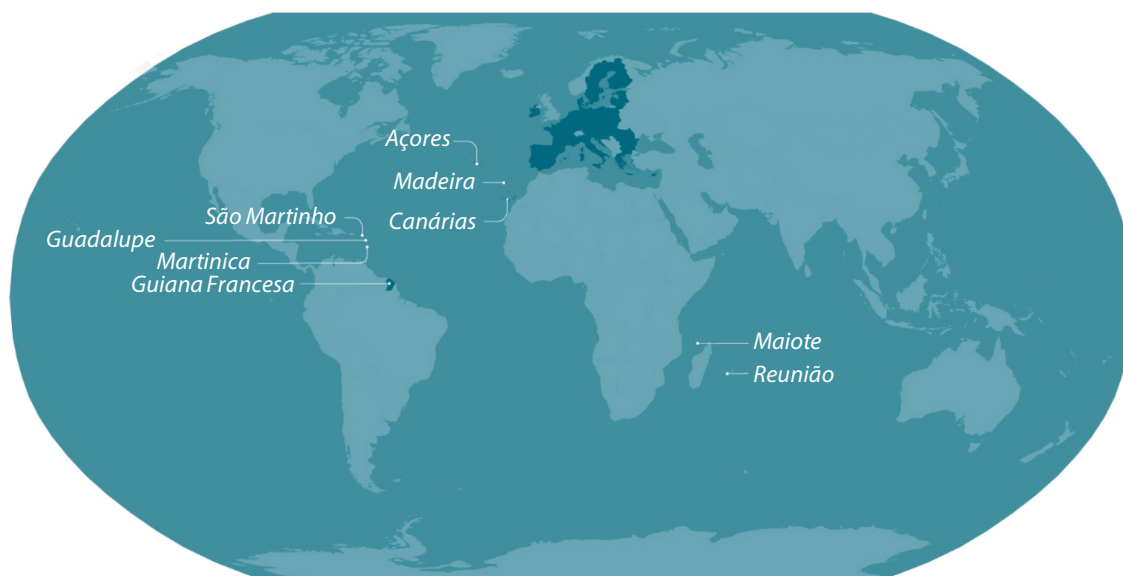 Açores
Madeira
São Martinho
Canárias
Guadalupe
Martinica
Guiana Francesa
Maiote
Reunião